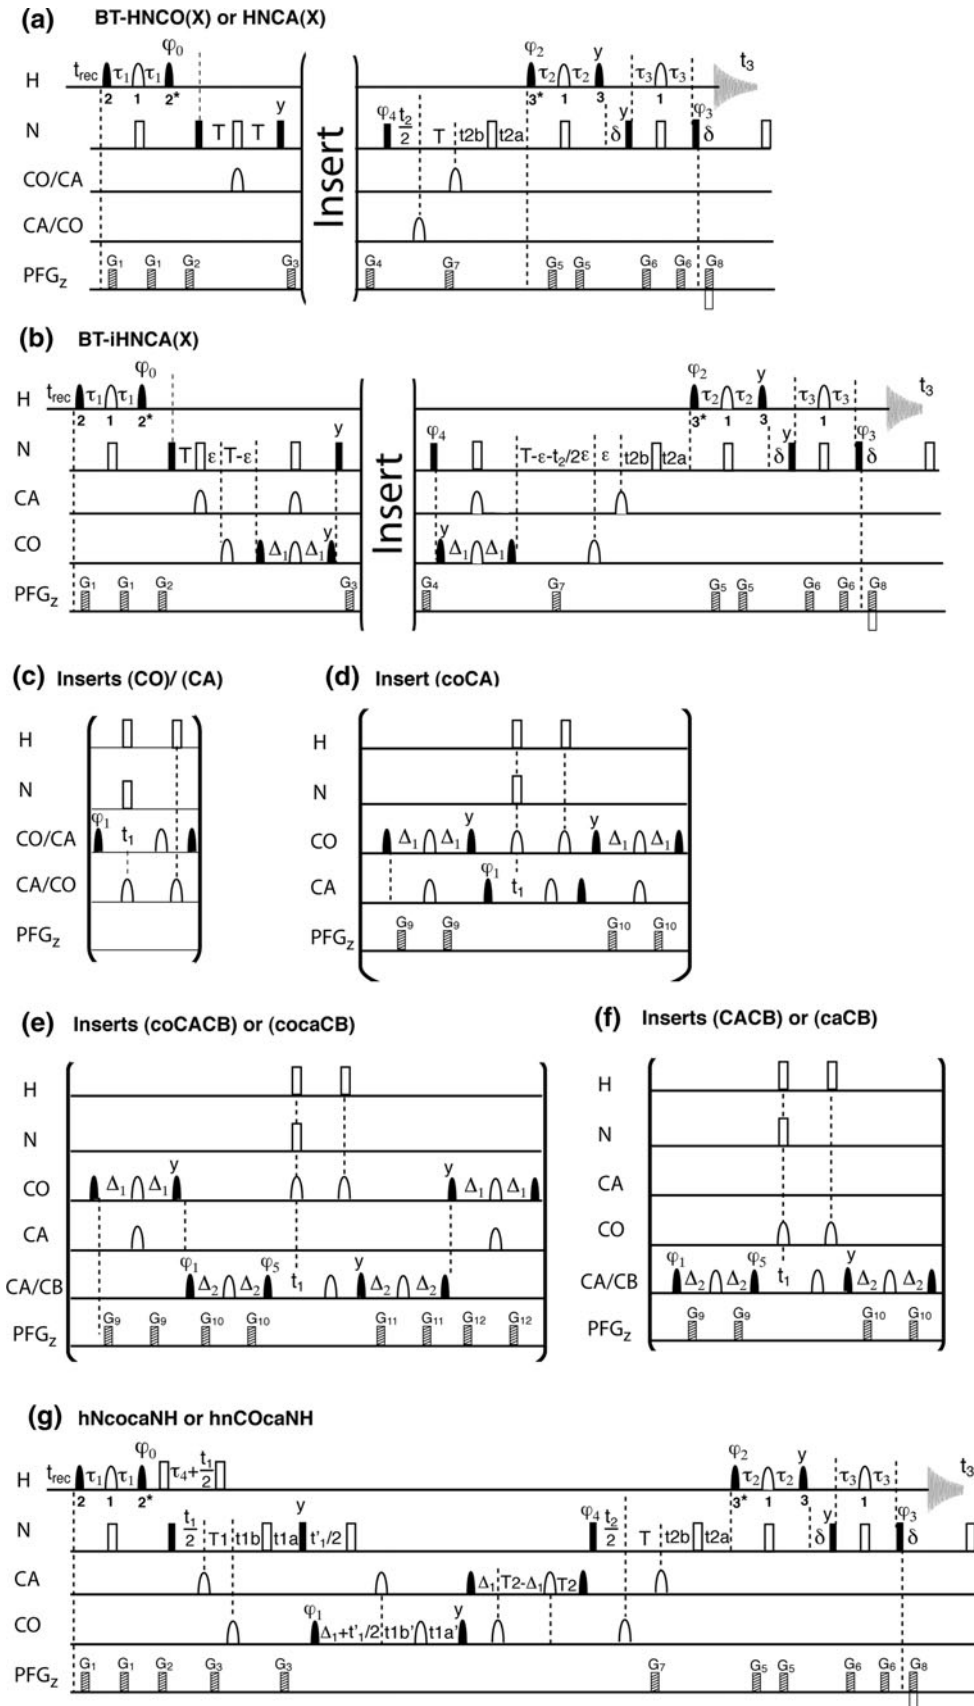 (a) BT-HNCO(X) or HNCA(X)
H t_rec τ₁ τ₁ φ₀ φ₂ τ₂ τ₂ y τ₃ τ₃ t₃
2 1 2* 3* 1 3 1
N T T y φ₄ t₂/2 T t2b t2a δ y φ₃ δ
CO/CA
CA/CO
PFG_z G₁ G₁ G₂ G₃ G₄ G₇ G₅ G₅ G₆ G₆ G₈
Insert
(b) BT-iHNCA(X)
H t_rec τ₁ τ₁ φ₀ φ₂ τ₂ τ₂ y τ₃ τ₃ t₃
2 1 2* 3* 1 3 1
N T ε T-ε y φ₄ T-ε-t₂/2ε ε t2b t2a δ y φ₃ δ
CA
CO Δ₁ Δ₁ y y Δ₁ Δ₁
PFG_z G₁ G₁ G₂ G₃ G₄ G₇ G₅ G₅ G₆ G₆ G₈
Insert
(c) Inserts (CO)/ (CA)
H
N
CO/CA φ₁ t₁
CA/CO
PFG_z
(d) Insert (coCA)
H
N
CO Δ₁ Δ₁ y y Δ₁ Δ₁
CA φ₁ t₁
PFG_z G₉ G₉ G₁₀ G₁₀
(e) Inserts (coCACB) or (cocaCB)
H
N
CO Δ₁ Δ₁ y y Δ₁ Δ₁
CA
CA/CB φ₁ Δ₂ Δ₂ φ₅ t₁ y Δ₂ Δ₂
PFG_z G₉ G₉ G₁₀ G₁₀ G₁₁ G₁₁ G₁₂ G₁₂
(f) Inserts (CACB) or (caCB)
H
N
CA
CO
CA/CB φ₁ Δ₂ Δ₂ φ₅ t₁ y Δ₂ Δ₂
PFG_z G₉ G₉ G₁₀ G₁₀
(g) hNcocaNH or hnCOcaNH
H t_rec τ₁ τ₁ φ₀ τ₄+t₁/2 φ₂ τ₂ τ₂ y τ₃ τ₃ t₃
2 1 2* 3* 1 3 1
N t₁/2 T1 t1b t1a y t'₁/2 φ₄ t₂/2 T t2b t2a δ y φ₃ δ
CA Δ₁ T2-Δ₁ T2
CO φ₁ Δ₁+t'₁/2 t1b' t1a' y
PFG_z G₁ G₁ G₂ G₃ G₃ G₇ G₅ G₅ G₆ G₆ G₈